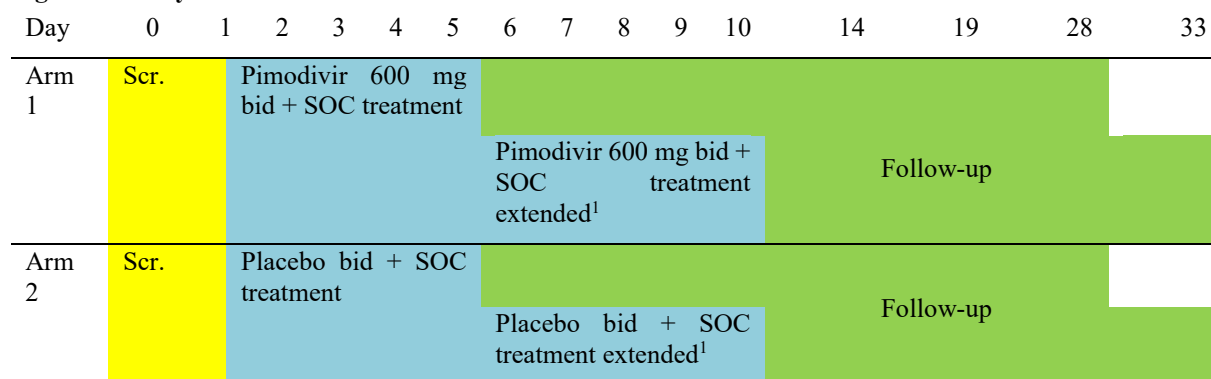 Day 0 1 2 3 4 5 6 7 8 9 10 14 19 28 33
Arm 1
Scr.
Pimodivir 600 mg
bid + SOC treatment
Pimodivir 600 mg bid +
SOC treatment
extended1
Follow-up
Arm 2
Scr.
Placebo bid + SOC
treatment
Placebo bid + SOC
treatment extended1
Follow-up